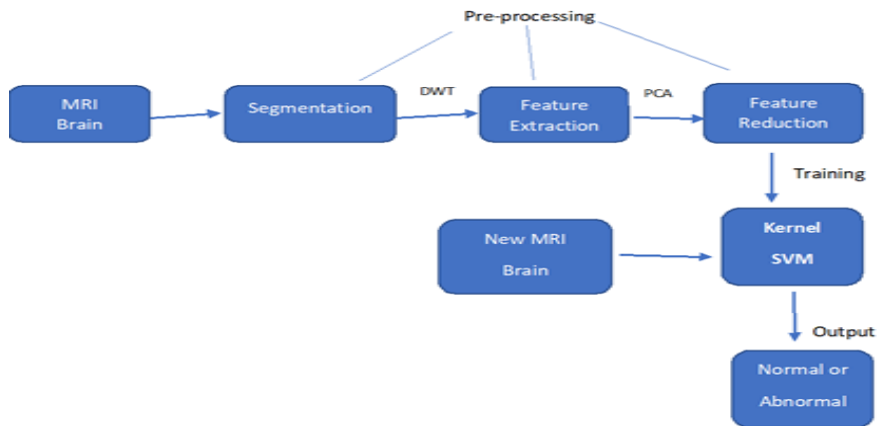 Pre-processing
MRI
Brain
Segmentation
DWT
Feature
Extraction
PCA
Feature
Reduction
Training
New MRI
Brain
Kernel
SVM
Output
Normal or
Abnormal